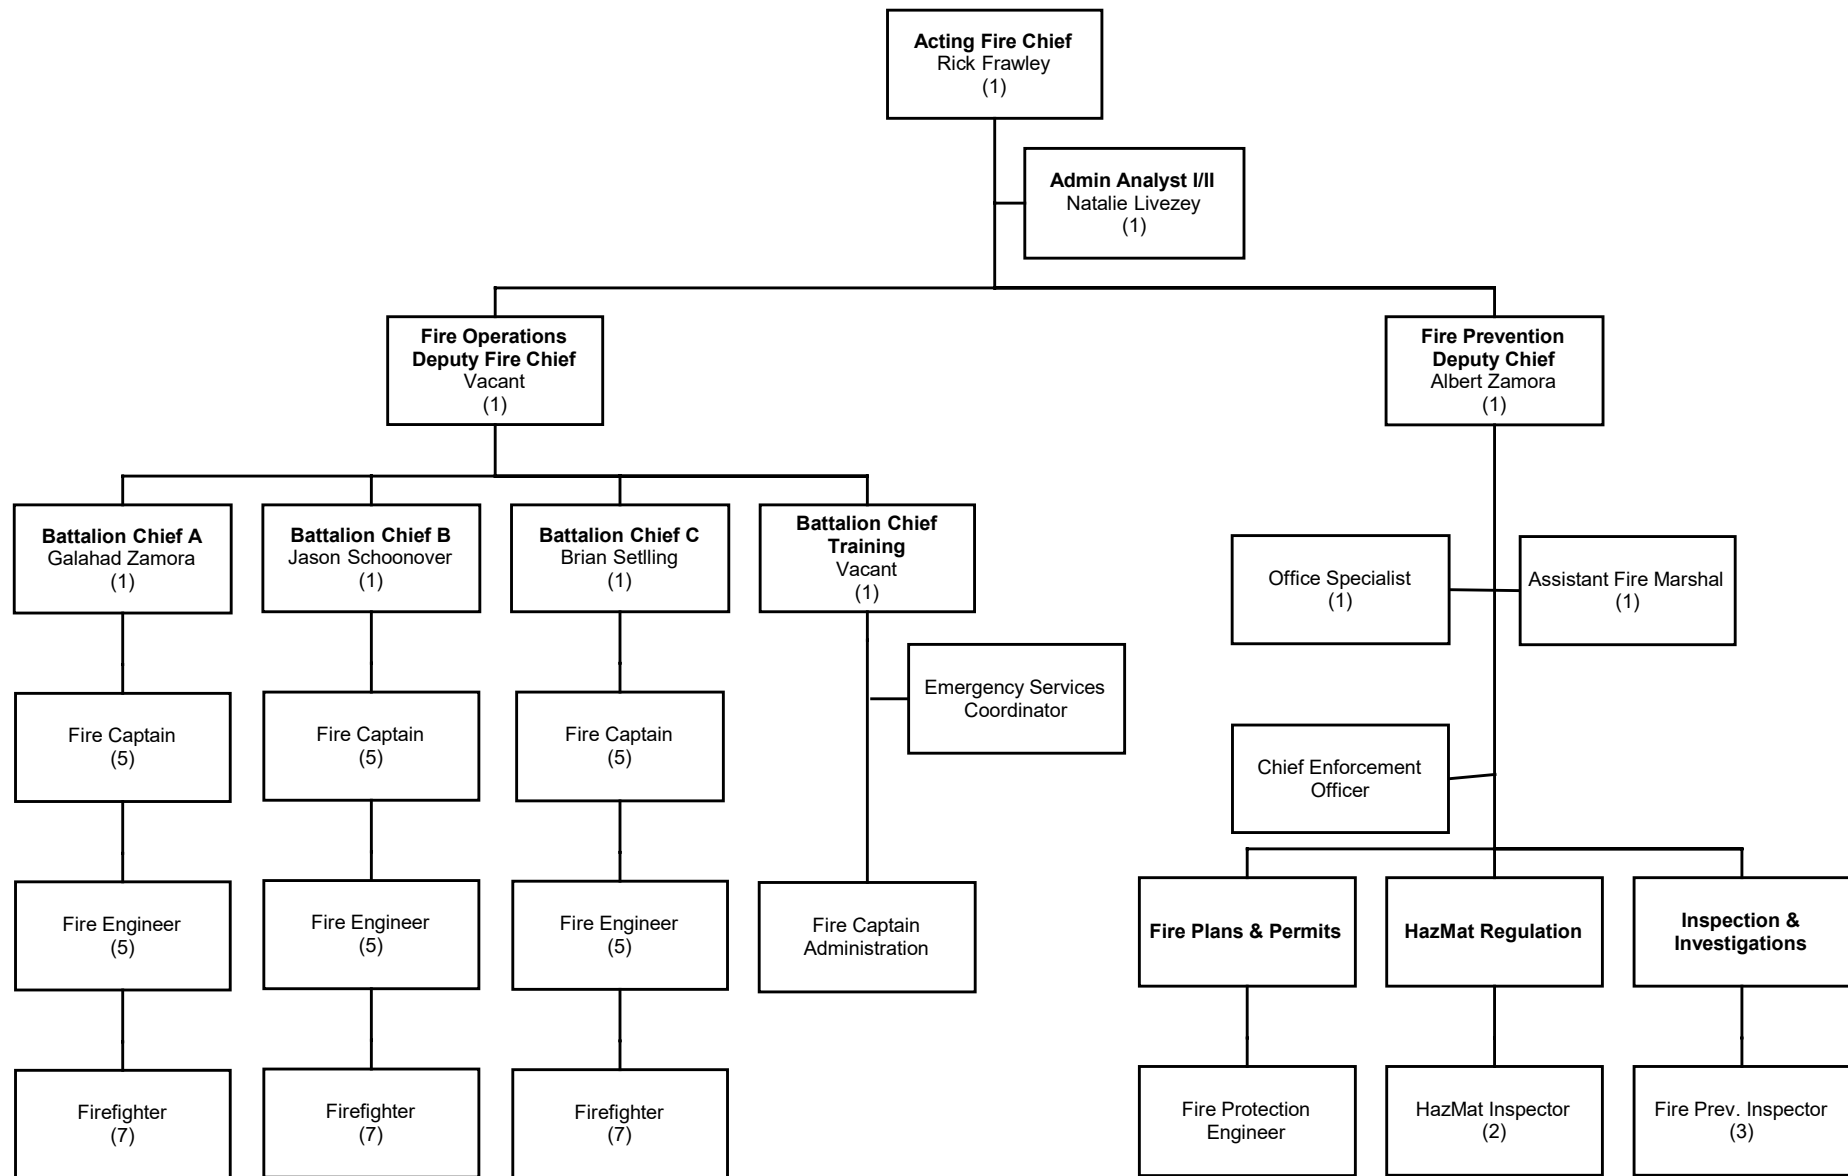 Acting Fire Chief
Rick Frawley
(1)
Admin Analyst I/II
Natalie Livezey
(1)
Fire Operations
Deputy Fire Chief
Vacant
(1)
Fire Prevention
Deputy Chief
Albert Zamora
(1)
Battalion Chief A
Galahad Zamora
(1)
Battalion Chief B
Jason Schoonover
(1)
Battalion Chief C
Brian Setlling
(1)
Battalion Chief
Training
Vacant
(1)
Office Specialist
(1)
Assistant Fire Marshal
(1)
Emergency Services
Coordinator
Fire Captain
(5)
Fire Captain
(5)
Fire Captain
(5)
Chief Enforcement
Officer
Fire Engineer
(5)
Fire Engineer
(5)
Fire Engineer
(5)
Fire Captain
Administration
Fire Plans & Permits
HazMat Regulation
Inspection &
Investigations
Firefighter
(7)
Firefighter
(7)
Firefighter
(7)
Fire Protection
Engineer
HazMat Inspector
(2)
Fire Prev. Inspector
(3)